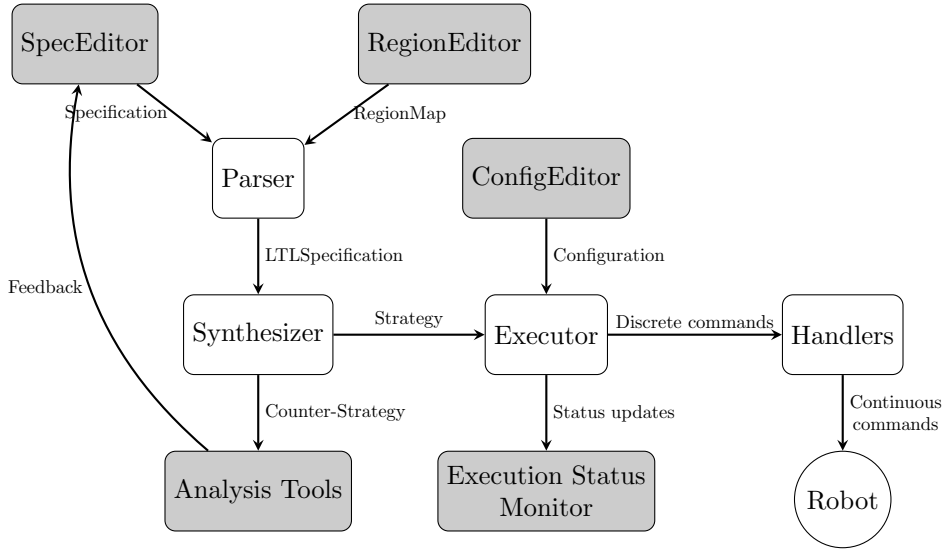 SpecEditor
RegionEditor
Specification
RegionMap
Parser
ConfigEditor
LTLSpecification
Configuration
Feedback
Synthesizer
Strategy
Executor
Discrete commands
Handlers
Counter-Strategy
Status updates
Continuous
commands
Analysis Tools
Execution Status
Monitor
Robot